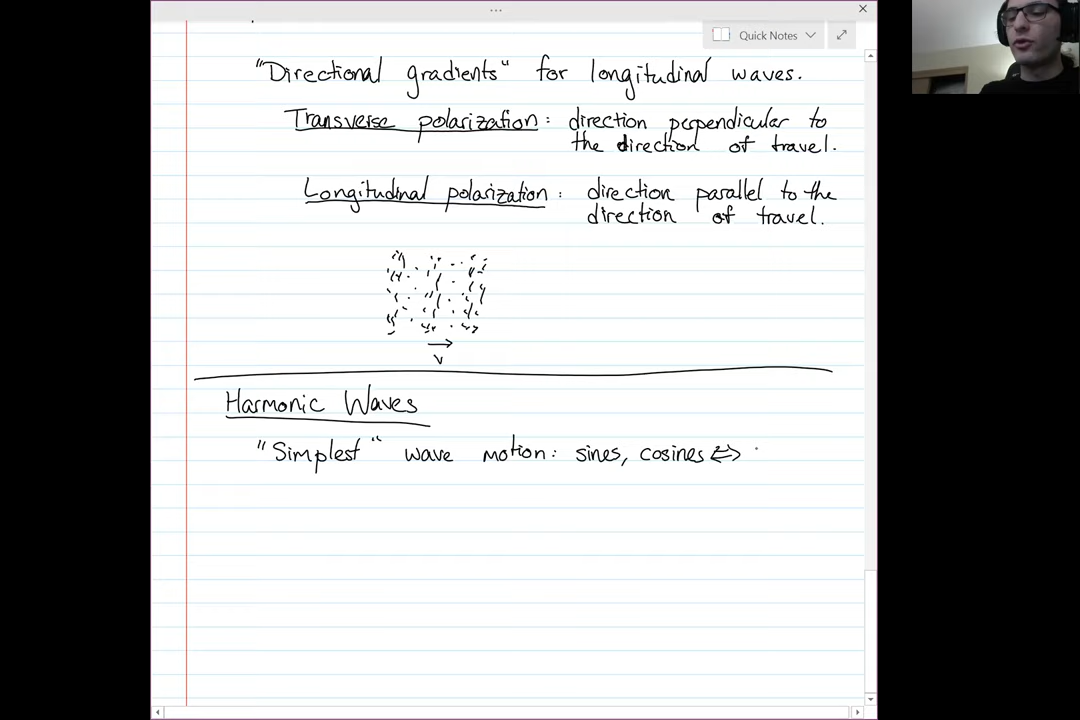 Quick Notes
"Directional gradients" for longitudinal waves.
Transverse polarization: direction perpendicular to
the direction of travel.
Longitudinal polarization: direction parallel to the
direction of travel.
v
Harmonic Waves
"Simplest" wave motion: sines, cosines ⇔